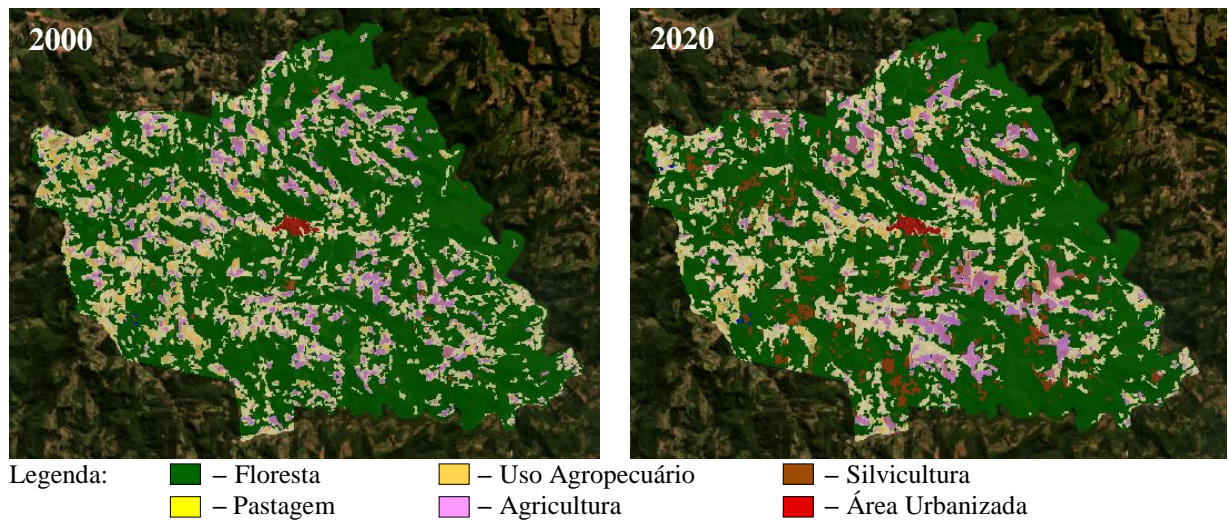 2000
2020
Legenda:
– Floresta
– Uso Agropecuário
– Silvicultura
– Pastagem
– Agricultura
– Área Urbanizada